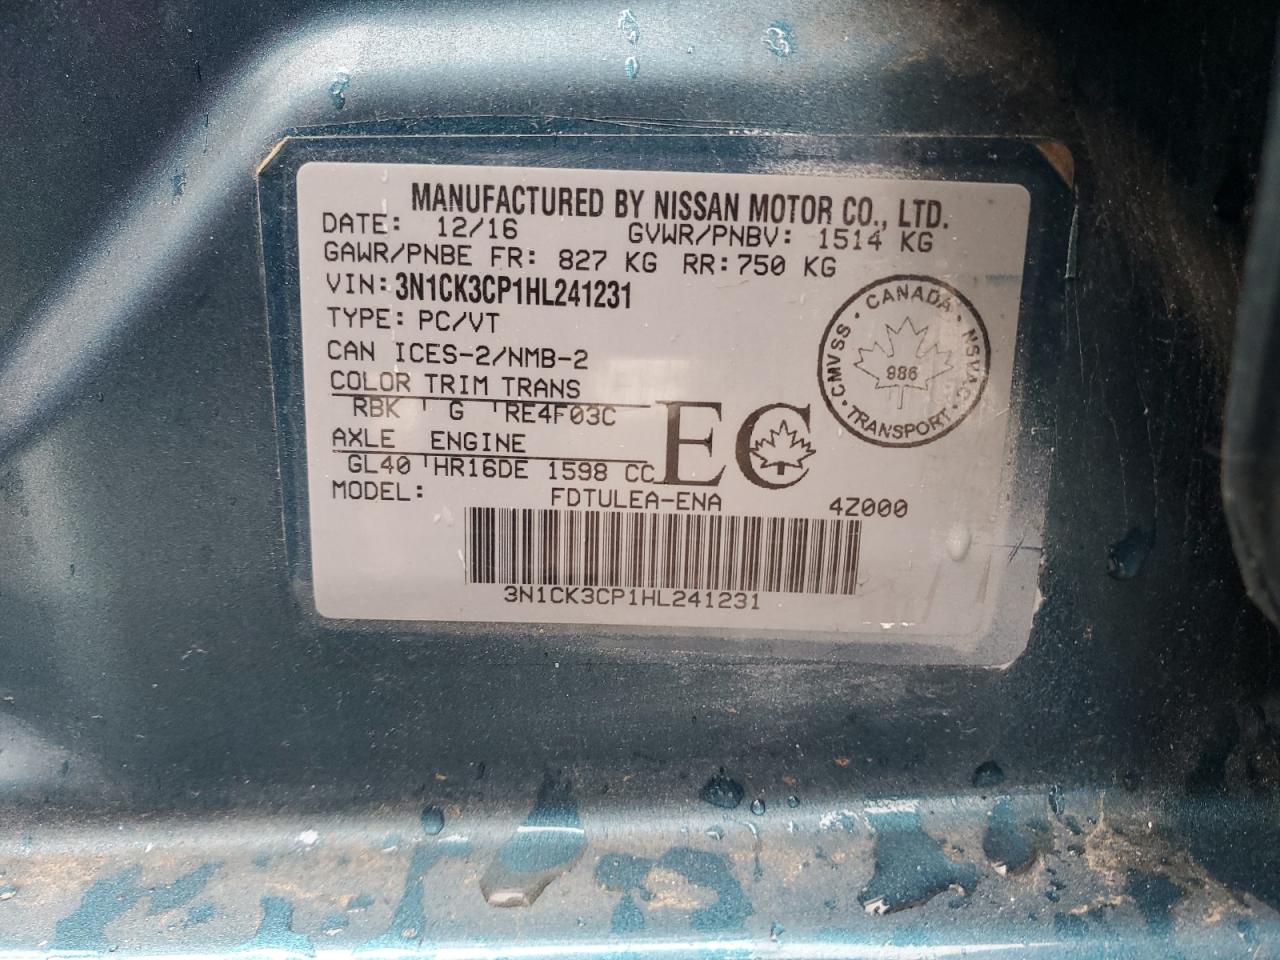 MANUFACTURED BY NISSAN MOTOR CO., LTD.
DATE: 12/16 GVWR/PNBV: 1514 KG
GAWR/PNBE FR: 827 KG RR: 750 KG
VIN: 3N1CK3CP1HL241231
TYPE: PC/VT
CAN ICES-2/NMB-2
COLOR TRIM TRANS
RBK G RE4F03C
AXLE ENGINE
GL40 HR16DE 1598 CC
MODEL: FDTULEA-ENA 4Z000
3N1CK3CP1HL241231
EC
CANADA · NSVAC · TRANSPORT · CMVSS ·
986